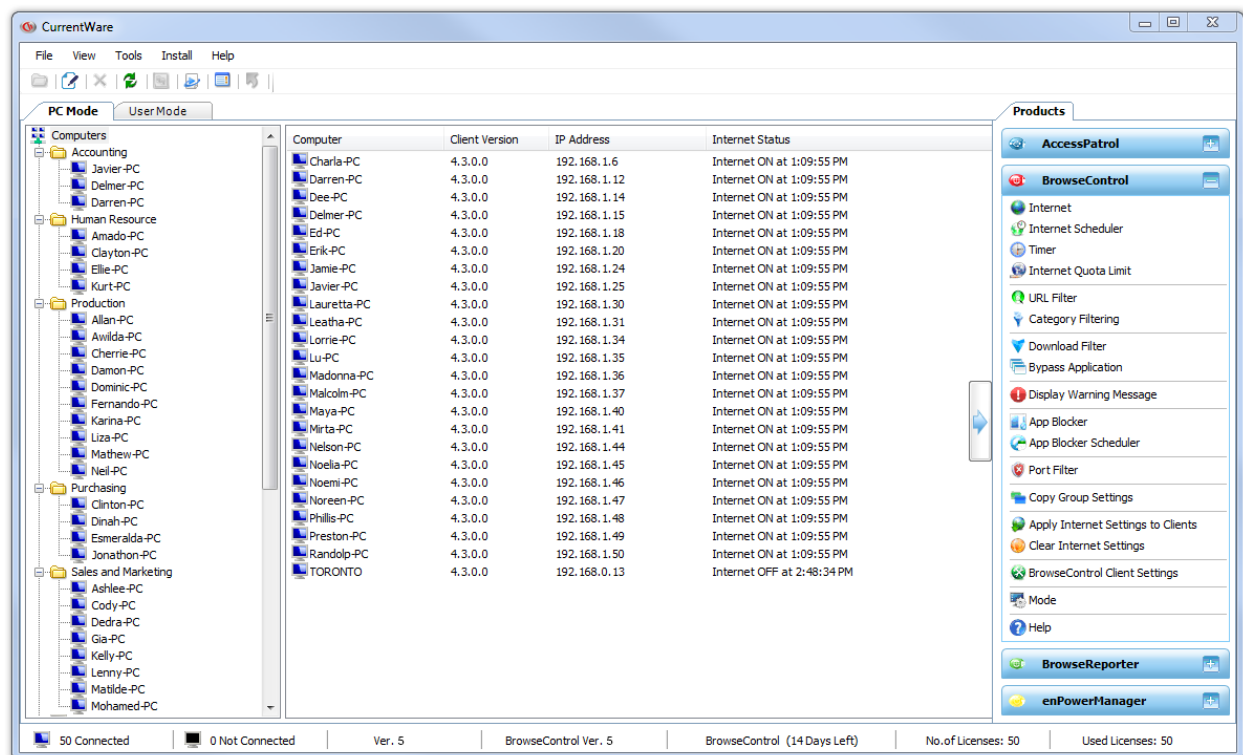 CurrentWare
File View Tools Install Help
PC Mode User Mode
Products
Computers
Accounting
Javier-PC
Delmer-PC
Darren-PC
Human Resource
Amado-PC
Clayton-PC
Ellie-PC
Kurt-PC
Production
Allan-PC
Awilda-PC
Cherrie-PC
Damon-PC
Dominic-PC
Fernando-PC
Karina-PC
Liza-PC
Mathew-PC
Neil-PC
Purchasing
Clinton-PC
Dinah-PC
Esmeralda-PC
Jonathon-PC
Sales and Marketing
Ashlee-PC
Cody-PC
Dedra-PC
Gia-PC
Kelly-PC
Lenny-PC
Matilde-PC
Mohamed-PC
Computer Client Version IP Address Internet Status
Charla-PC 4.3.0.0 192.168.1.6 Internet ON at 1:09:55 PM
Darren-PC 4.3.0.0 192.168.1.12 Internet ON at 1:09:55 PM
Dee-PC 4.3.0.0 192.168.1.14 Internet ON at 1:09:55 PM
Delmer-PC 4.3.0.0 192.168.1.15 Internet ON at 1:09:55 PM
Ed-PC 4.3.0.0 192.168.1.18 Internet ON at 1:09:55 PM
Erik-PC 4.3.0.0 192.168.1.20 Internet ON at 1:09:55 PM
Jamie-PC 4.3.0.0 192.168.1.24 Internet ON at 1:09:55 PM
Javier-PC 4.3.0.0 192.168.1.25 Internet ON at 1:09:55 PM
Lauretta-PC 4.3.0.0 192.168.1.30 Internet ON at 1:09:55 PM
Leatha-PC 4.3.0.0 192.168.1.31 Internet ON at 1:09:55 PM
Lorrie-PC 4.3.0.0 192.168.1.34 Internet ON at 1:09:55 PM
Lu-PC 4.3.0.0 192.168.1.35 Internet ON at 1:09:55 PM
Madonna-PC 4.3.0.0 192.168.1.36 Internet ON at 1:09:55 PM
Malcolm-PC 4.3.0.0 192.168.1.37 Internet ON at 1:09:55 PM
Maya-PC 4.3.0.0 192.168.1.40 Internet ON at 1:09:55 PM
Mirta-PC 4.3.0.0 192.168.1.41 Internet ON at 1:09:55 PM
Nelson-PC 4.3.0.0 192.168.1.44 Internet ON at 1:09:55 PM
Noelia-PC 4.3.0.0 192.168.1.45 Internet ON at 1:09:55 PM
Noemi-PC 4.3.0.0 192.168.1.46 Internet ON at 1:09:55 PM
Noreen-PC 4.3.0.0 192.168.1.47 Internet ON at 1:09:55 PM
Phillis-PC 4.3.0.0 192.168.1.48 Internet ON at 1:09:55 PM
Preston-PC 4.3.0.0 192.168.1.49 Internet ON at 1:09:55 PM
Randolp-PC 4.3.0.0 192.168.1.50 Internet ON at 1:09:55 PM
TORONTO 4.3.0.0 192.168.0.13 Internet OFF at 2:48:34 PM
AccessPatrol
BrowseControl
Internet
Internet Scheduler
Timer
Internet Quota Limit
URL Filter
Category Filtering
Download Filter
Bypass Application
Display Warning Message
App Blocker
App Blocker Scheduler
Port Filter
Copy Group Settings
Apply Internet Settings to Clients
Clear Internet Settings
BrowseControl Client Settings
Mode
Help
BrowseReporter
enPowerManager
50 Connected 0 Not Connected Ver. 5 BrowseControl Ver. 5 BrowseControl (14 Days Left) No.of Licenses: 50 Used Licenses: 50